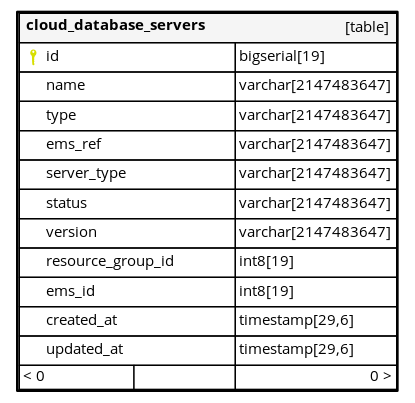 cloud_database_servers [table]
id bigserial[19]
name varchar[2147483647]
type varchar[2147483647]
ems_ref varchar[2147483647]
server_type varchar[2147483647]
status varchar[2147483647]
version varchar[2147483647]
resource_group_id int8[19]
ems_id int8[19]
created_at timestamp[29,6]
updated_at timestamp[29,6]
< 0 0 >